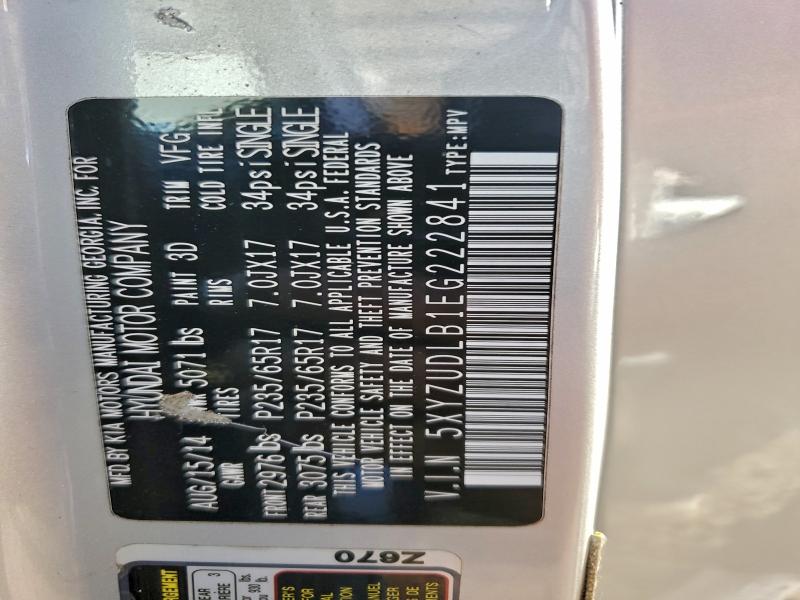 MFD. BY KIA MOTORS MANUFACTURING GEORGIA, INC. FOR
HYUNDAI MOTOR COMPANY
AUG/15/14 5071 lbs PAINT 3D TRIM VFG
GAWR TIRES RIMS COLD TIRE INFL
FRONT 2976 lbs P235/65R17 7.0JX17 34psi SINGLE
REAR 3075 lbs P235/65R17 7.0JX17 34psi SINGLE
THIS VEHICLE CONFORMS TO ALL APPLICABLE U.S.A. FEDERAL
MOTOR VEHICLE SAFETY AND THEFT PREVENTION STANDARDS
IN EFFECT ON THE DATE OF MANUFACTURE SHOWN ABOVE
V.I.N 5XYZUDLB1EG222841 TYPE:MPV
Z670